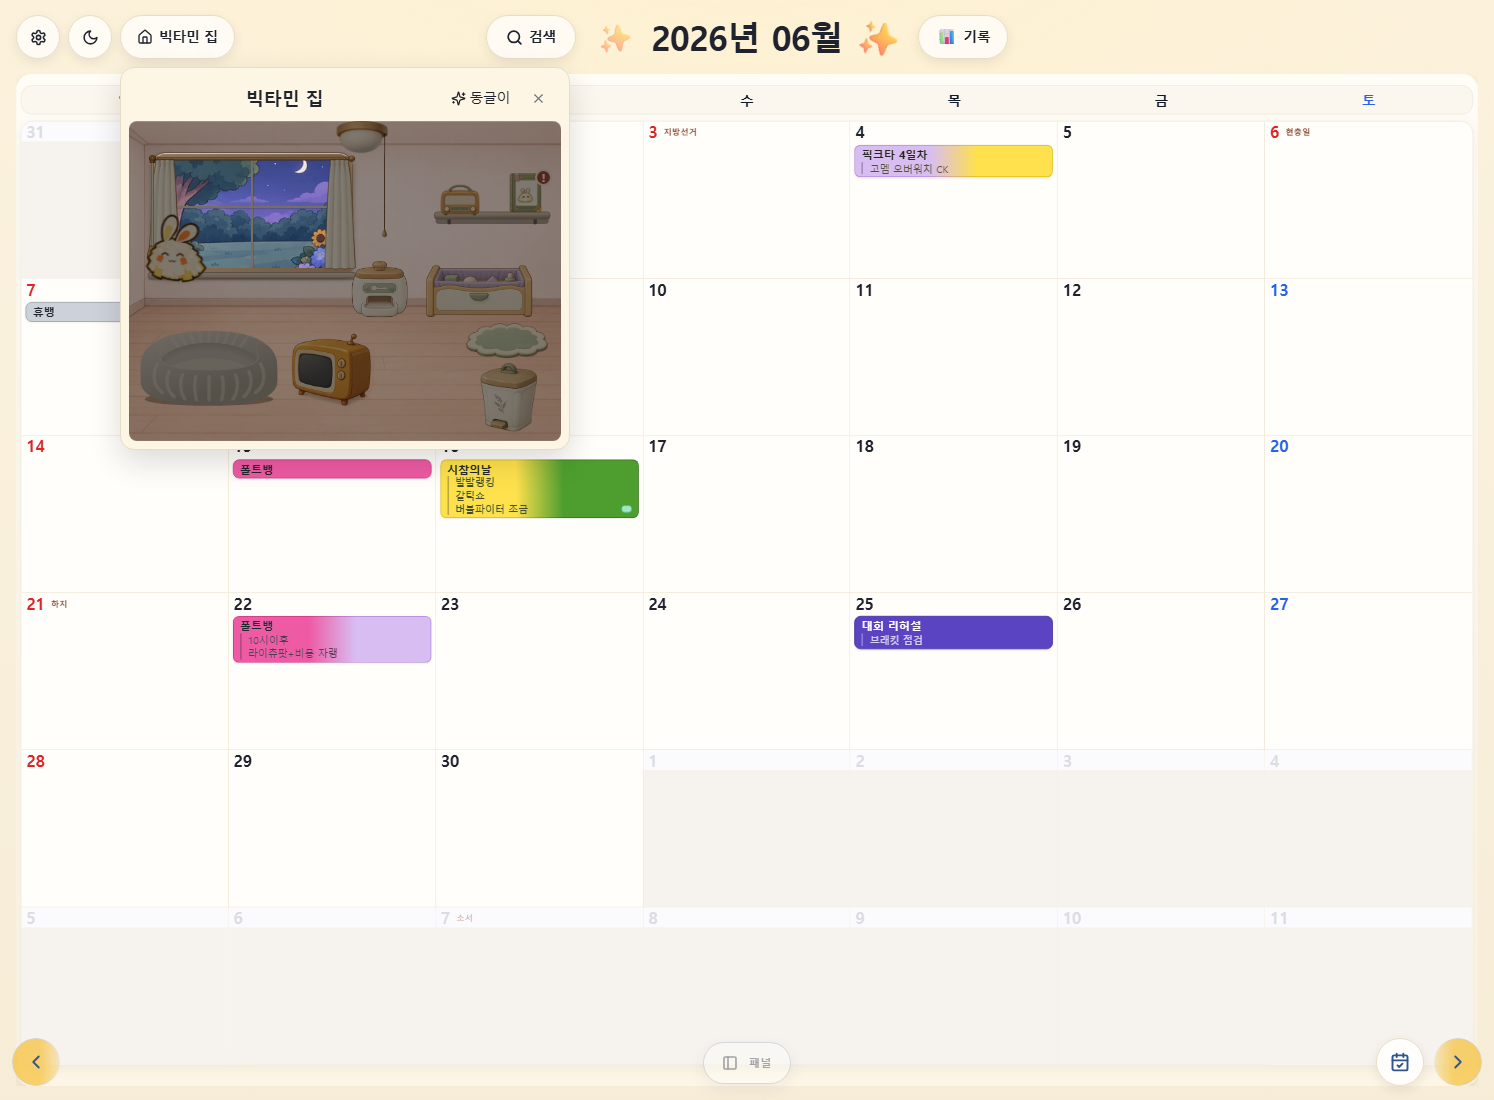 빅타민 집
검색
✨ 2026년 06월 ✨
기록
빅타민 집
동글이
수
목
금
토
31
3 지방선거
4
픽크타 4일차
고멤 오버워치 CK
5
6 현충일
7
휴뱅
10
11
12
13
14
폴트뱅
시참의날
발발랭킹
같틱쇼
버블파이터 조금
17
18
19
20
21 하지
22
폴트뱅
10시이후
라이츄팟+비용 자랭
23
24
25
대회 리허설
브래킷 점검
26
27
28
29
30
1
2
3
4
5
6
7 소서
8
9
10
11
패널